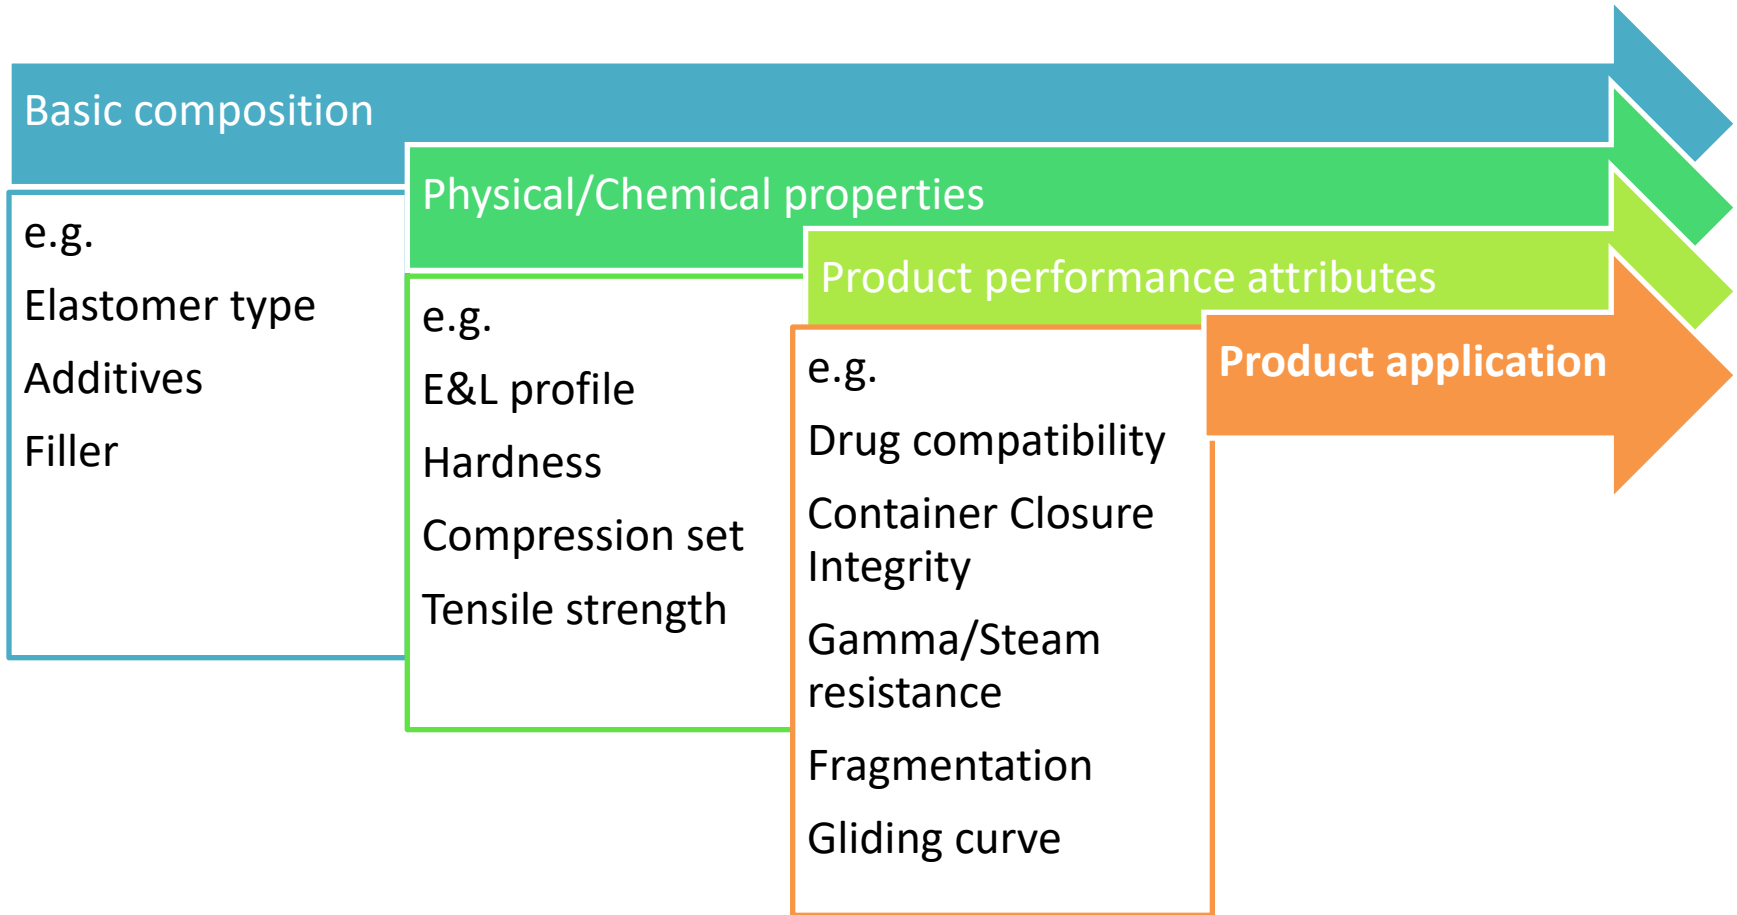 Basic composition
e.g.
Elastomer type
Additives
Filler
Physical/Chemical properties
e.g.
E&L profile
Hardness
Compression set
Tensile strength
Product performance attributes
e.g.
Drug compatibility
Container Closure
Integrity
Gamma/Steam
resistance
Fragmentation
Gliding curve
Product application